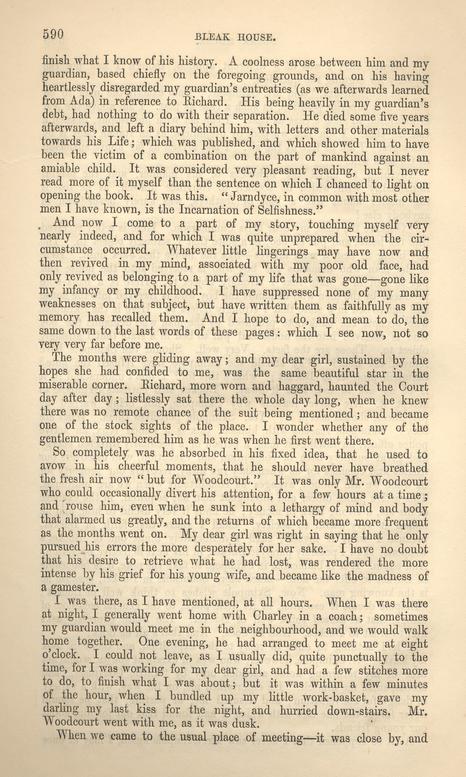 590 BLEAK HOUSE.
finish what I know of his history. A coolness arose between him and my
guardian, based chiefly on the foregoing grounds, and on his having
heartlessly disregarded my guardian's entreaties (as we afterwards learned
from Ada) in reference to Richard. His being heavily in my guardian's
debt, had nothing to do with their separation. He died some five years
afterwards, and left a diary behind him, with letters and other materials
towards his Life; which was published, and which showed him to have
been the victim of a combination on the part of mankind against an
amiable child. It was considered very pleasant reading, but I never
read more of it myself than the sentence on which I chanced to light on
opening the book. It was this. "Jarndyce, in common with most other
men I have known, is the Incarnation of Selfishness."
And now I come to a part of my story, touching myself very
nearly indeed, and for which I was quite unprepared when the cir-
cumstance occurred. Whatever little lingerings may have now and
then revived in my mind, associated with my poor old face, had
only revived as belonging to a part of my life that was gone—gone like
my infancy or my childhood. I have suppressed none of my many
weaknesses on that subject, but have written them as faithfully as my
memory has recalled them. And I hope to do, and mean to do, the
same down to the last words of these pages: which I see now, not so
very very far before me.
The months were gliding away; and my dear girl, sustained by the
hopes she had confided to me, was the same beautiful star in the
miserable corner. Richard, more worn and haggard, haunted the Court
day after day; listlessly sat there the whole day long, when he knew
there was no remote chance of the suit being mentioned; and became
one of the stock sights of the place. I wonder whether any of the
gentlemen remembered him as he was when he first went there.
So completely was he absorbed in his fixed idea, that he used to
avow in his cheerful moments, that he should never have breathed
the fresh air now "but for Woodcourt." It was only Mr. Woodcourt
who could occasionally divert his attention, for a few hours at a time;
and rouse him, even when he sunk into a lethargy of mind and body
that alarmed us greatly, and the returns of which became more frequent
as the months went on. My dear girl was right in saying that he only
pursued his errors the more desperately for her sake. I have no doubt
that his desire to retrieve what he had lost, was rendered the more
intense by his grief for his young wife, and became like the madness of
a gamester.
I was there, as I have mentioned, at all hours. When I was there
at night, I generally went home with Charley in a coach; sometimes
my guardian would meet me in the neighbourhood, and we would walk
home together. One evening, he had arranged to meet me at eight
o'clock. I could not leave, as I usually did, quite punctually to the
time, for I was working for my dear girl, and had a few stitches more
to do, to finish what I was about; but it was within a few minutes
of the hour, when I bundled up my little work-basket, gave my
darling my last kiss for the night, and hurried down-stairs. Mr.
Woodcourt went with me, as it was dusk.
When we came to the usual place of meeting—it was close by, and